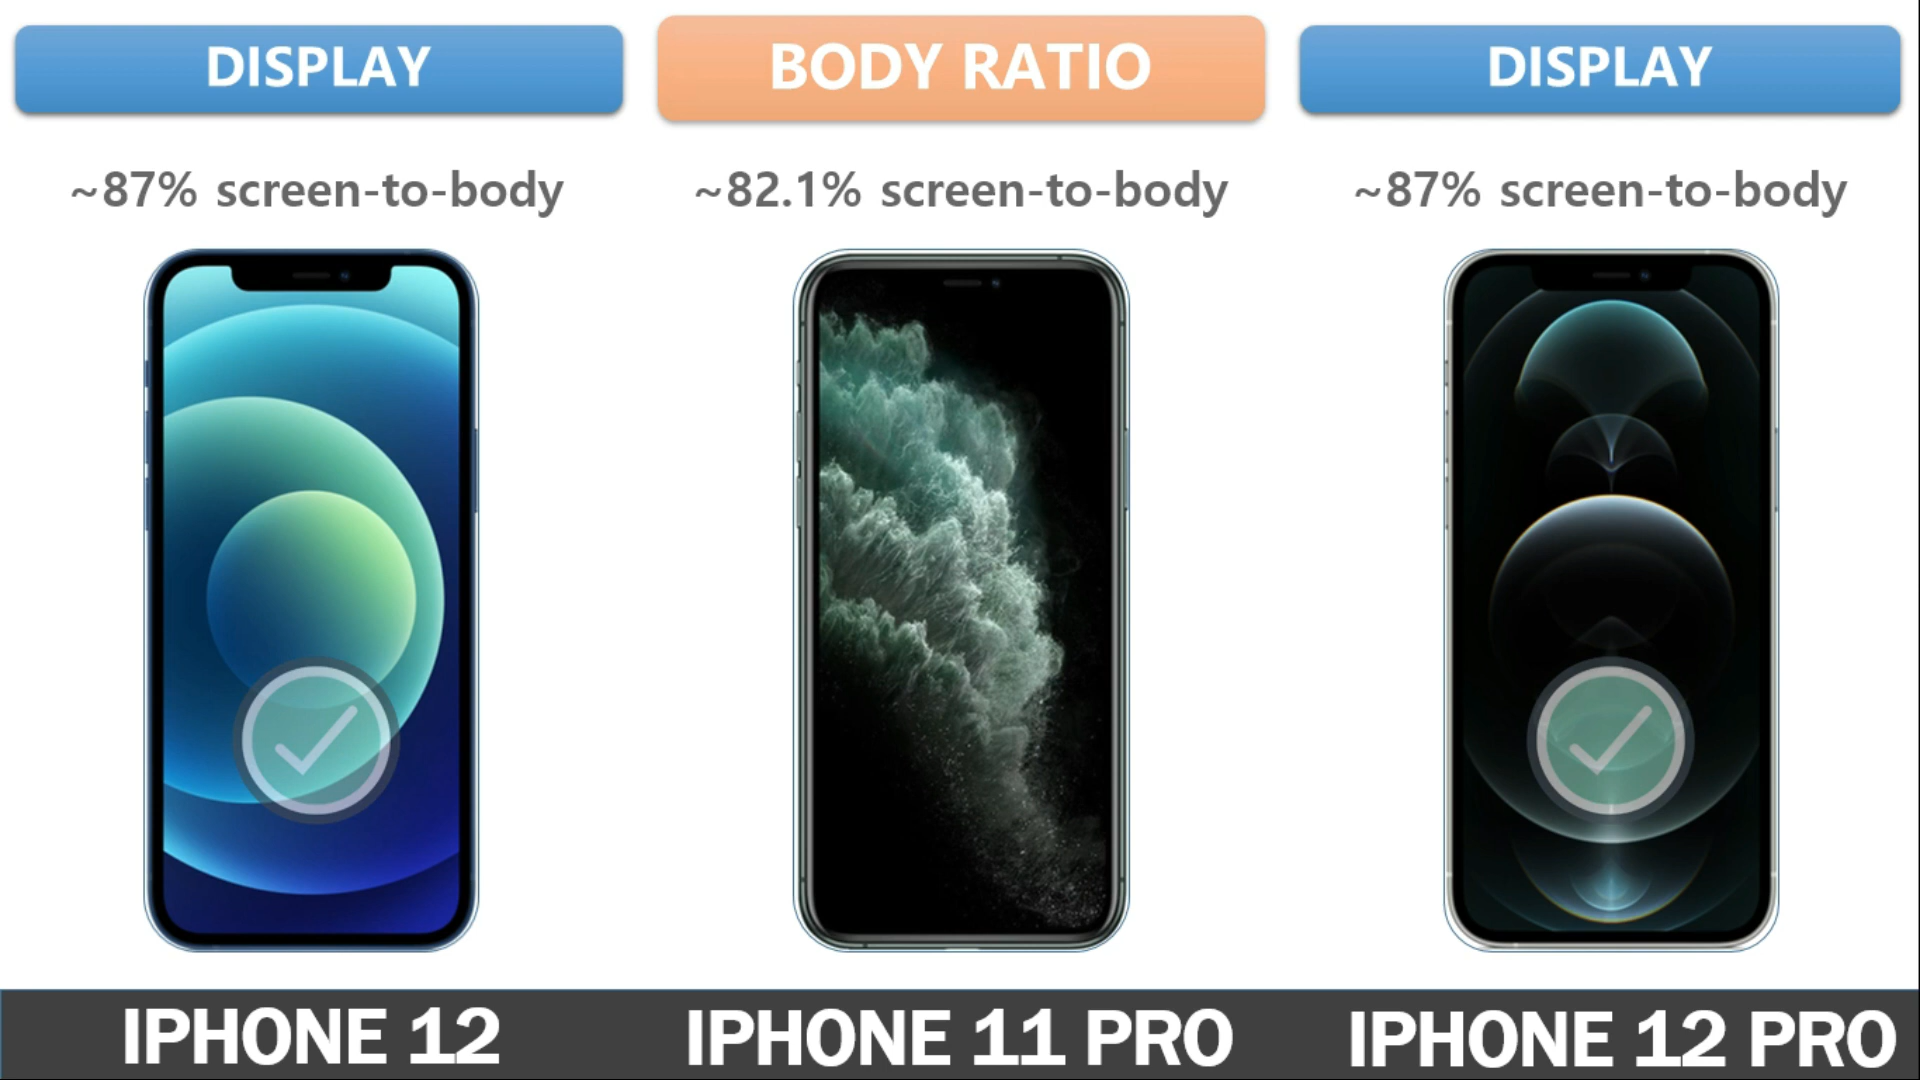 DISPLAY
BODY RATIO
DISPLAY
~87% screen-to-body
~82.1% screen-to-body
~87% screen-to-body
IPHONE 12
IPHONE 11 PRO
IPHONE 12 PRO